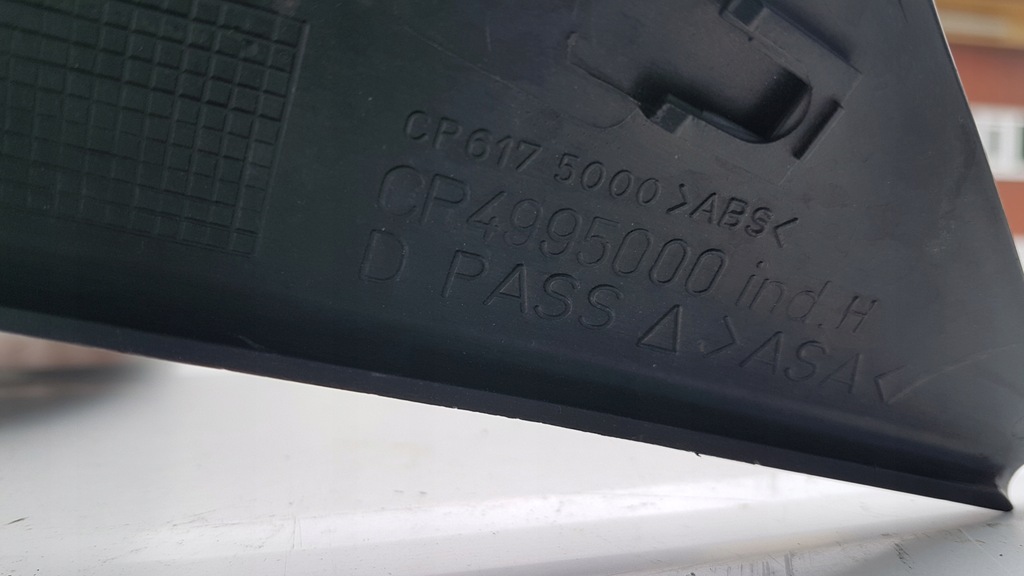 CP617 5000 >ABS<
CP4995000 ind.H
D PASS △ >ASA<